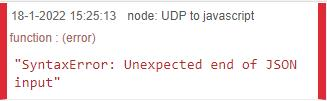 18-1-2022 15:25:13 node: UDP to javascript
function : (error)
"SyntaxError: Unexpected end of JSON
input"